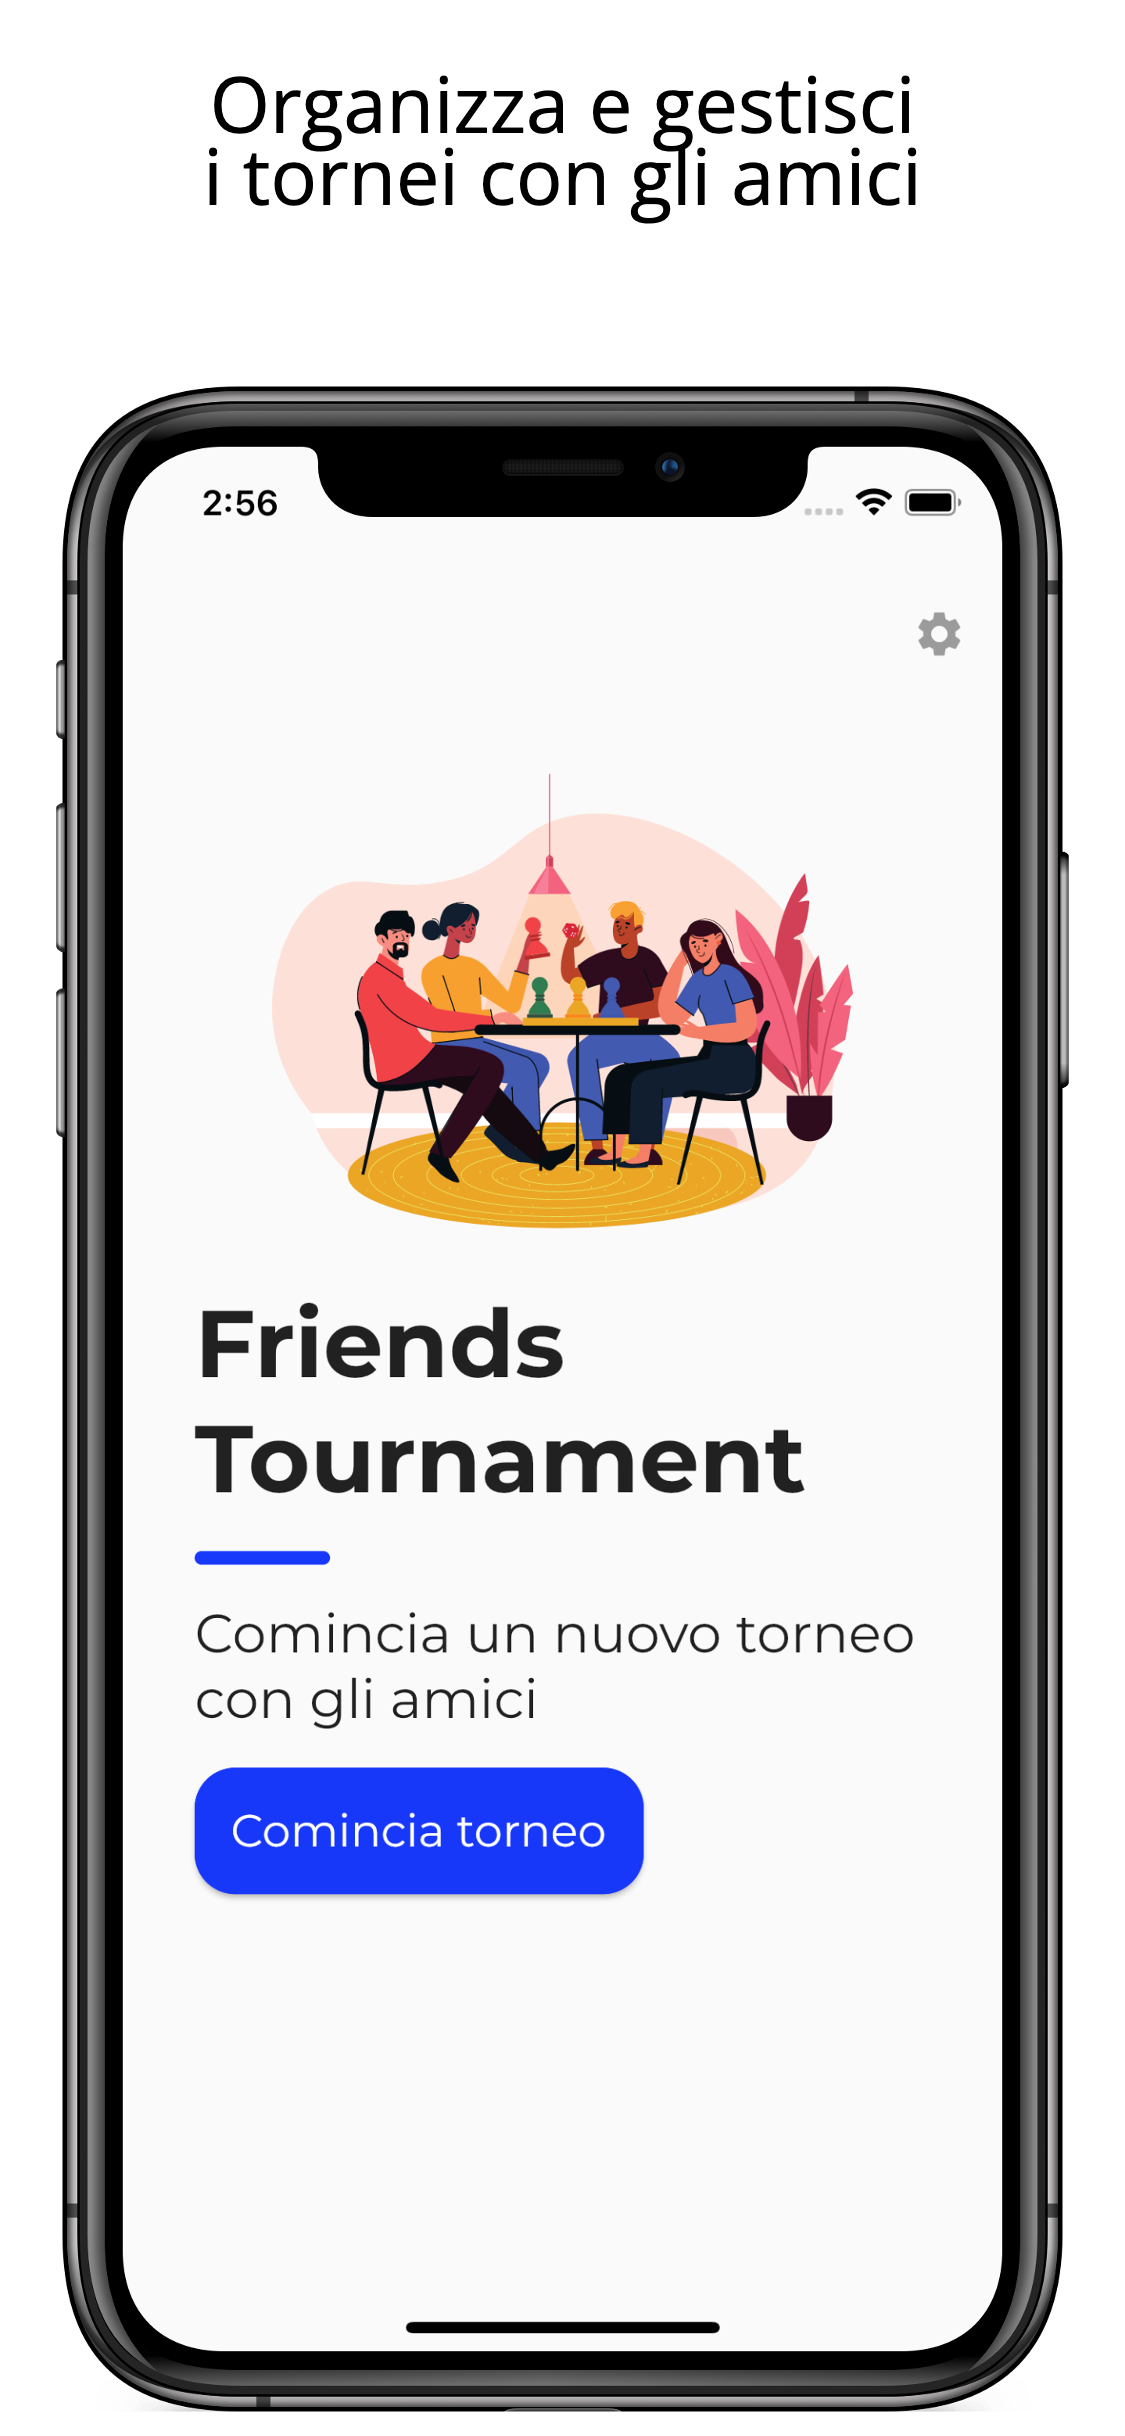 Organizza e gestisci
i tornei con gli amici
2:56
Friends
Tournament
Comincia un nuovo torneo
con gli amici
Comincia torneo